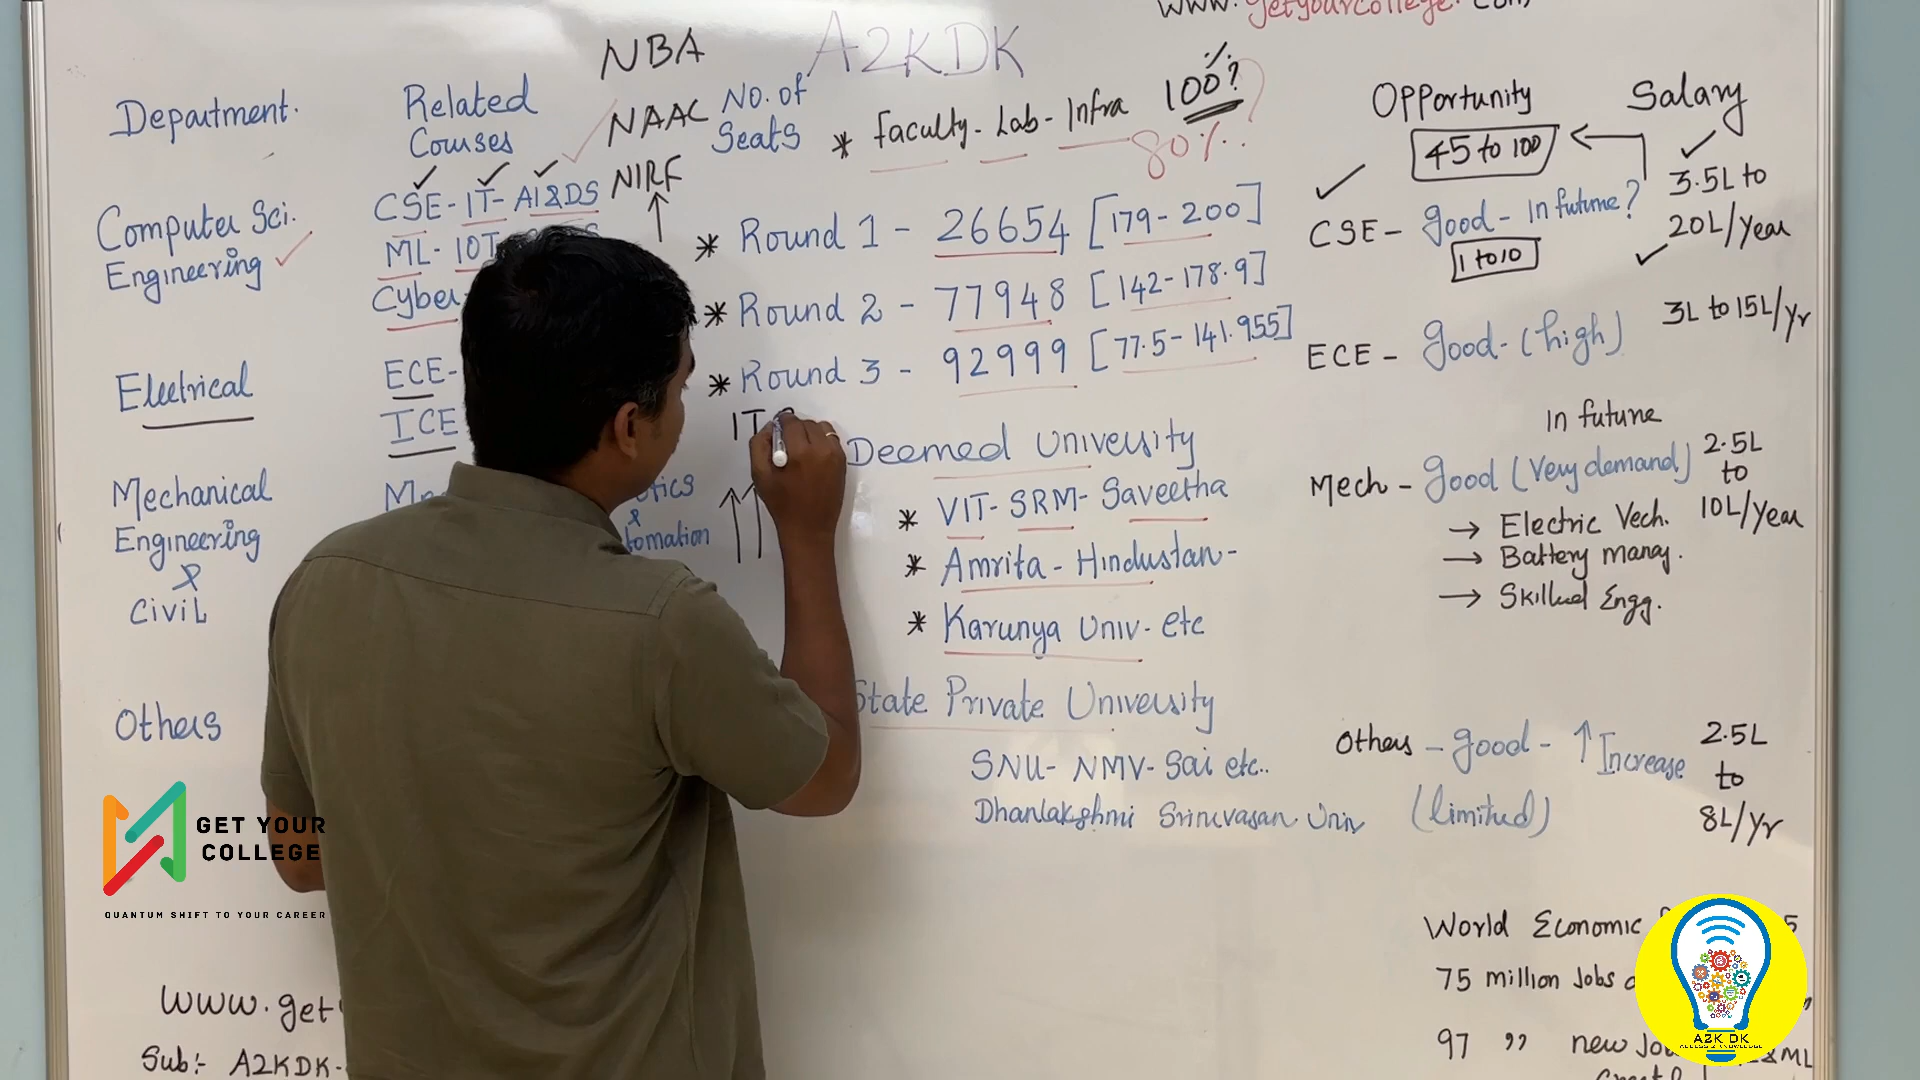 www.getyourcollege.com
NBA
A2KDK
Department.
Related
Courses
NAAC
No. of
Seats
* Faculty - Lab - Infra 100%?
80%..?
NIRF
Opportunity
Salary
45 to 100
Computer Sci.
Engineering
CSE - IT - AI&DS
ML - IOT
Cyber
* Round 1 - 26654 [179 - 200]
* Round 2 - 77948 [142 - 178.9]
* Round 3 - 92999 [77.5 - 141.955]
CSE - Good - In future?
1 to 10
3.5L to
20L/Year
ECE - Good - (high)
3L to 15L/Yr
Electrical
ECE -
ICE
IT
Deemed University
* VIT - SRM - Saveetha
* Amrita - Hindustan -
* Karunya Univ - etc
In future
Mech - Good (Very demand)
2.5L
to
10L/Year
→ Electric Vech.
→ Battery manag.
→ Skilled Engg.
Mechanical
Engineering
&
Civil
&
Others
State Private University
SNU - NMV - Sai etc..
Dhanlakshmi Srinivasan Univ
Others - Good - ↑ Increase
(limited)
2.5L
to
8L/Yr
GET YOUR
COLLEGE
QUANTUM SHIFT TO YOUR CAREER
World Economic
75 million Jobs
97 " new
www.get
Sub:- A2KDK -
A2K DK